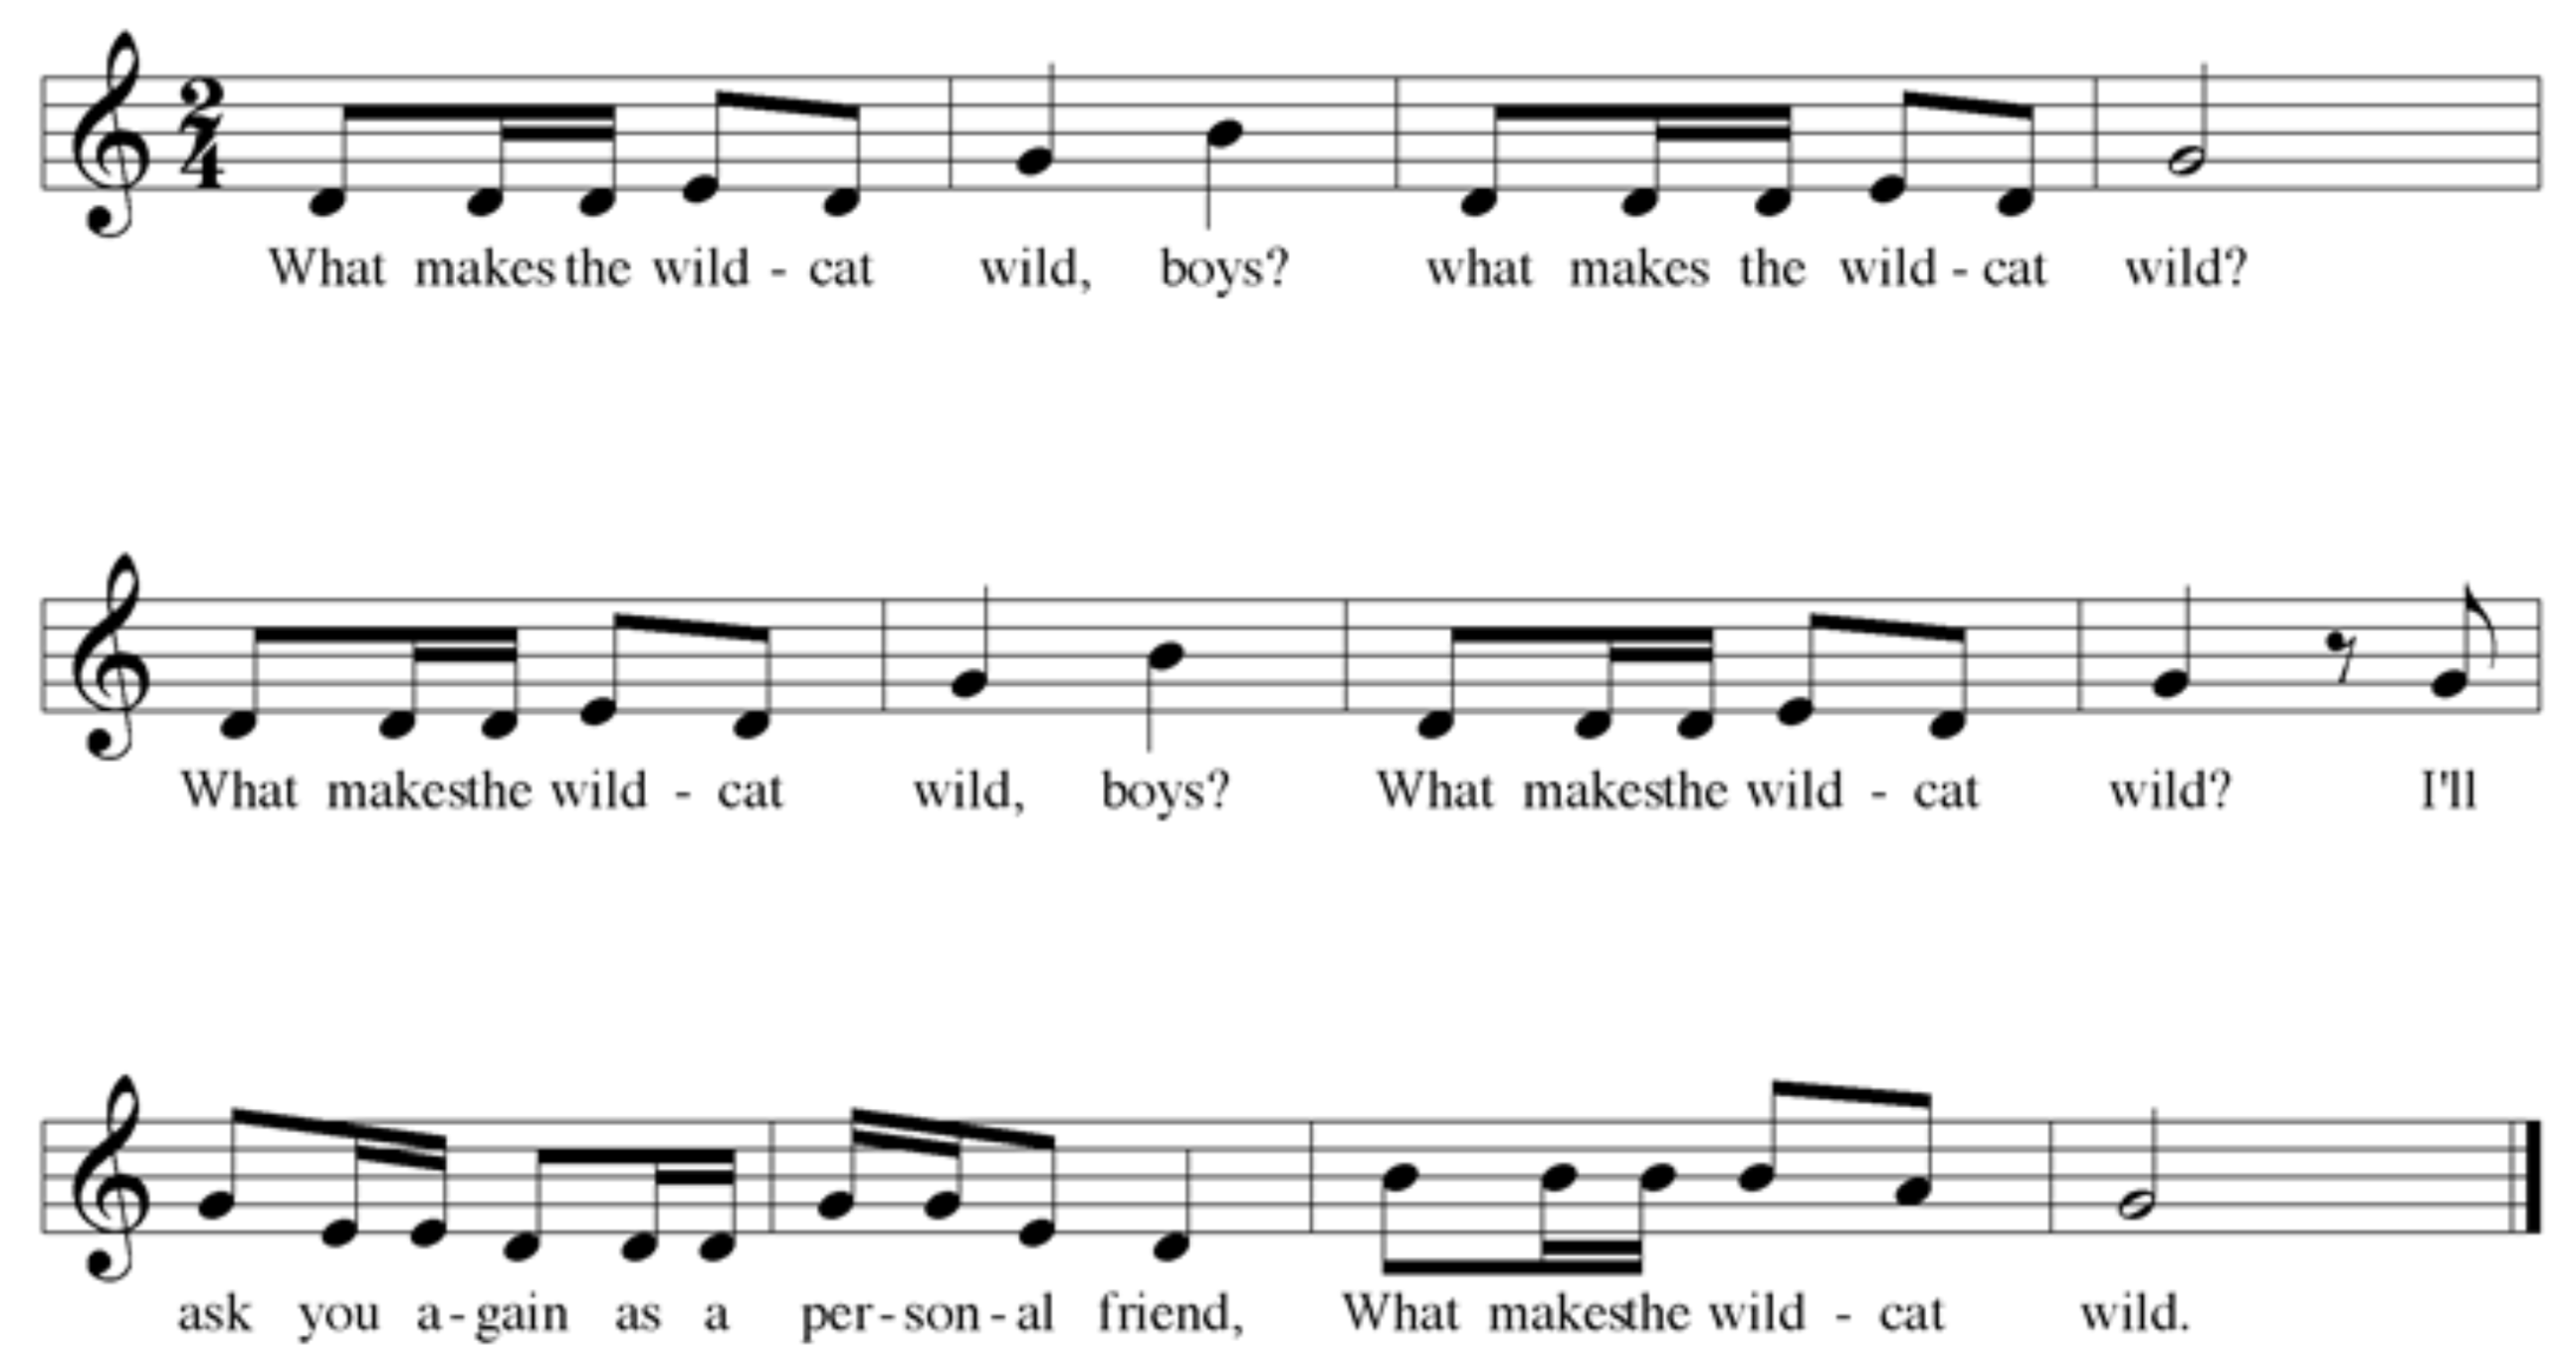 2
4
What makes the wild - cat wild, boys? what makes the wild - cat wild?
What makesthe wild - cat wild, boys? What makesthe wild - cat wild? I'll
ask you a - gain as a per - son - al friend, What makesthe wild - cat wild.